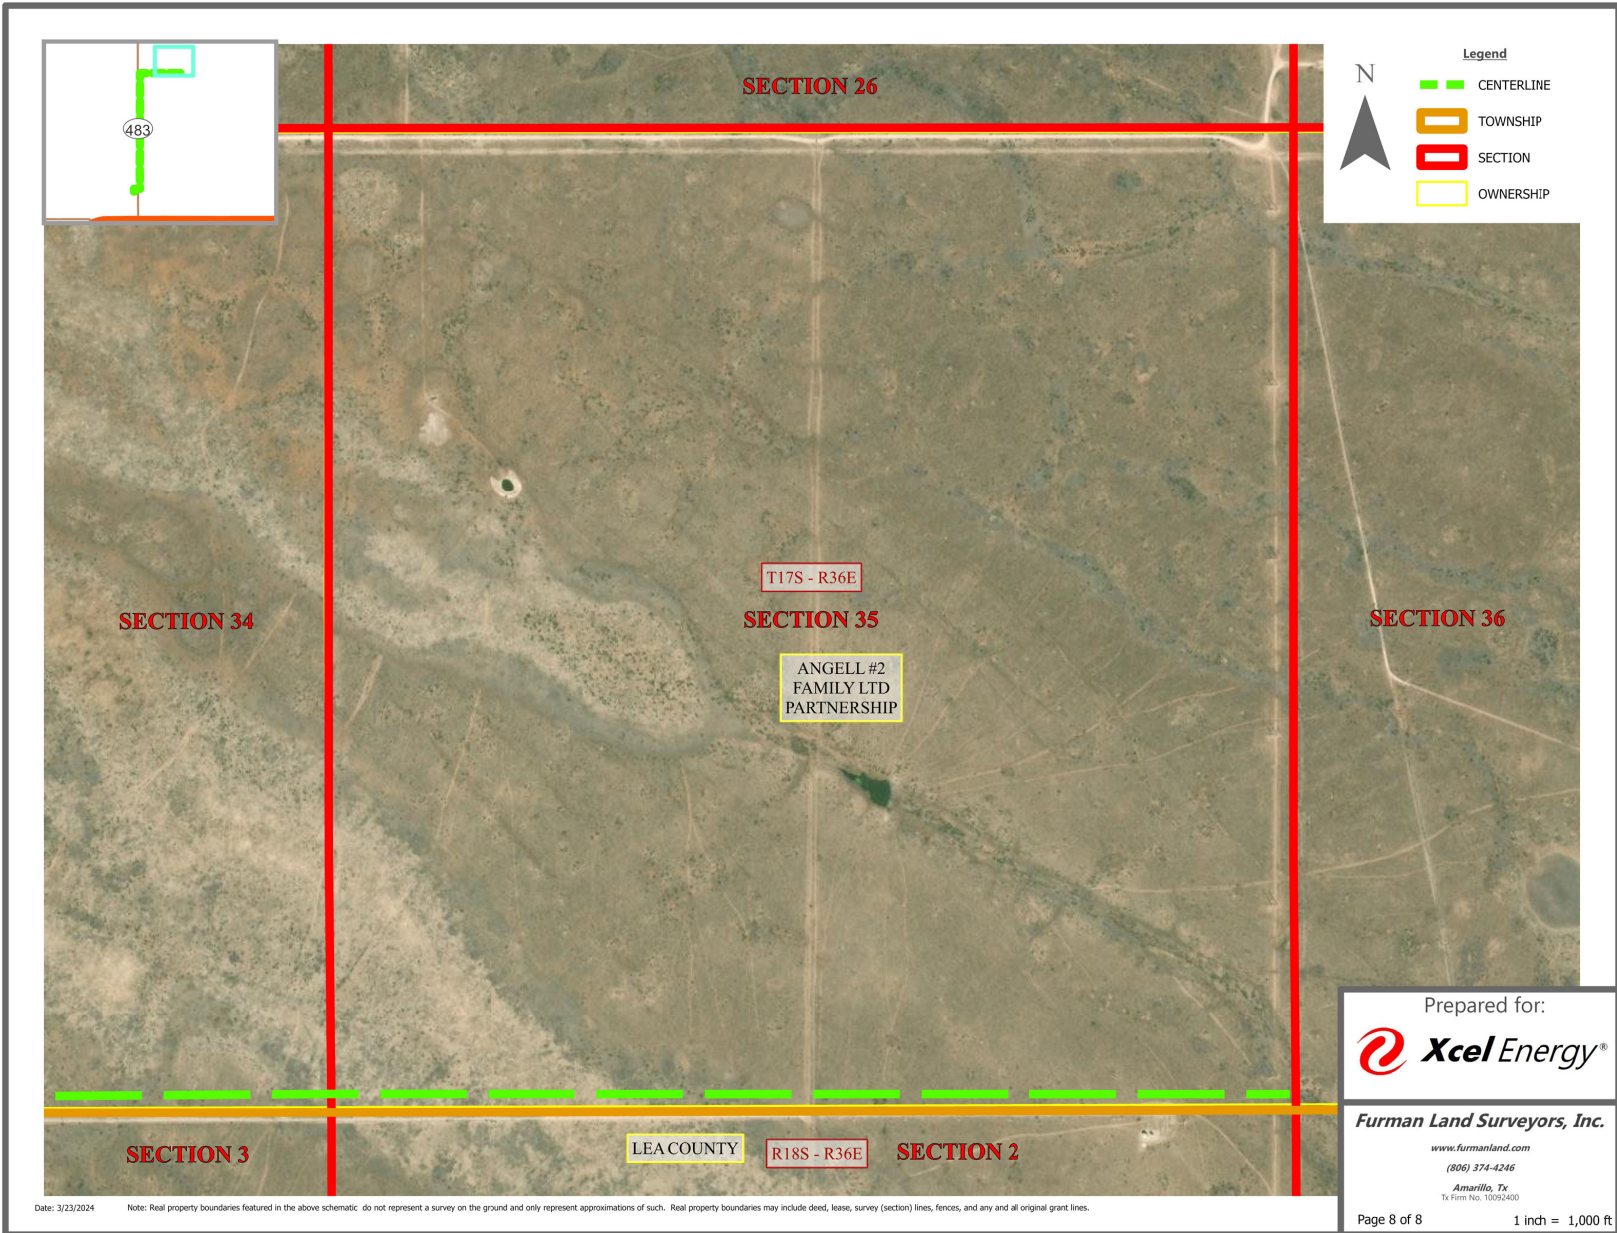 483
SECTION 26
N
Legend
CENTERLINE
TOWNSHIP
SECTION
OWNERSHIP
T17S - R36E
SECTION 34
SECTION 35
SECTION 36
ANGELL #2
FAMILY LTD
PARTNERSHIP
SECTION 3
LEA COUNTY
R18S - R36E
SECTION 2
Prepared for:
Xcel Energy®
Furman Land Surveyors, Inc.
www.furmanland.com
(806) 374-4246
Amarillo, Tx
Tx Firm No. 10092400
Page 8 of 8
1 inch = 1,000 ft
Date: 3/23/2024
Note: Real property boundaries featured in the above schematic do not represent a survey on the ground and only represent approximations of such. Real property boundaries may include deed, lease, survey (section) lines, fences, and any and all original grant lines.